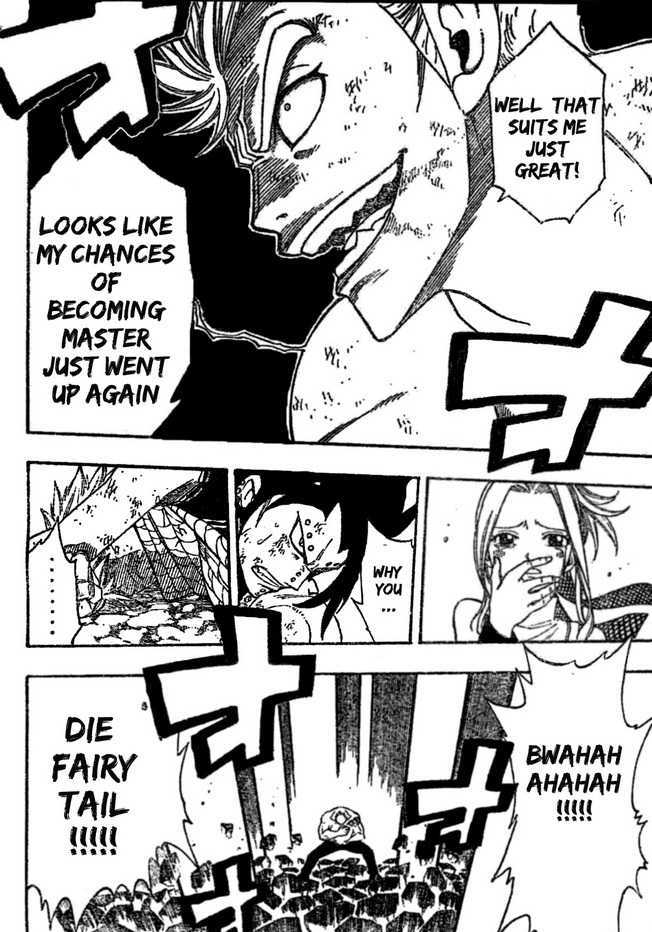 WELL THAT
SUITS ME
JUST
GREAT!
LOOKS LIKE
MY CHANCES
OF
BECOMING
MASTER
JUST WENT
UP AGAIN
WHY
YOU
...
BWAHAH
AHAHAH
!!!!!
DIE
FAIRY
TAIL
!!!!!